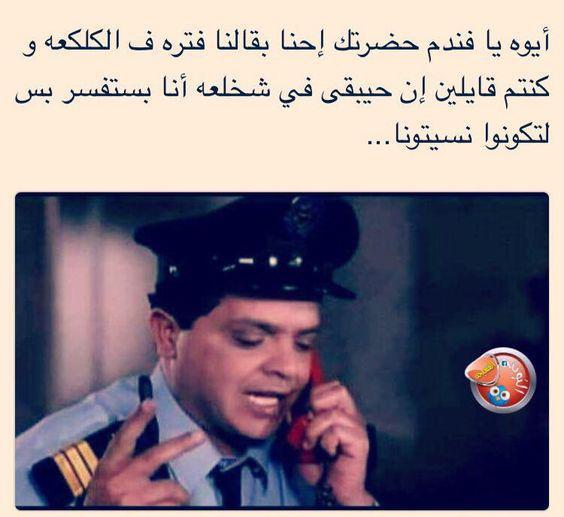 أيوه يا فندم حضرتك إحنا بقالنا فتره ف الكلكعه و
كنتم قايلين إن حيبقى في شخلعه أنا بستفسر بس
لتكونوا نسيتونا...